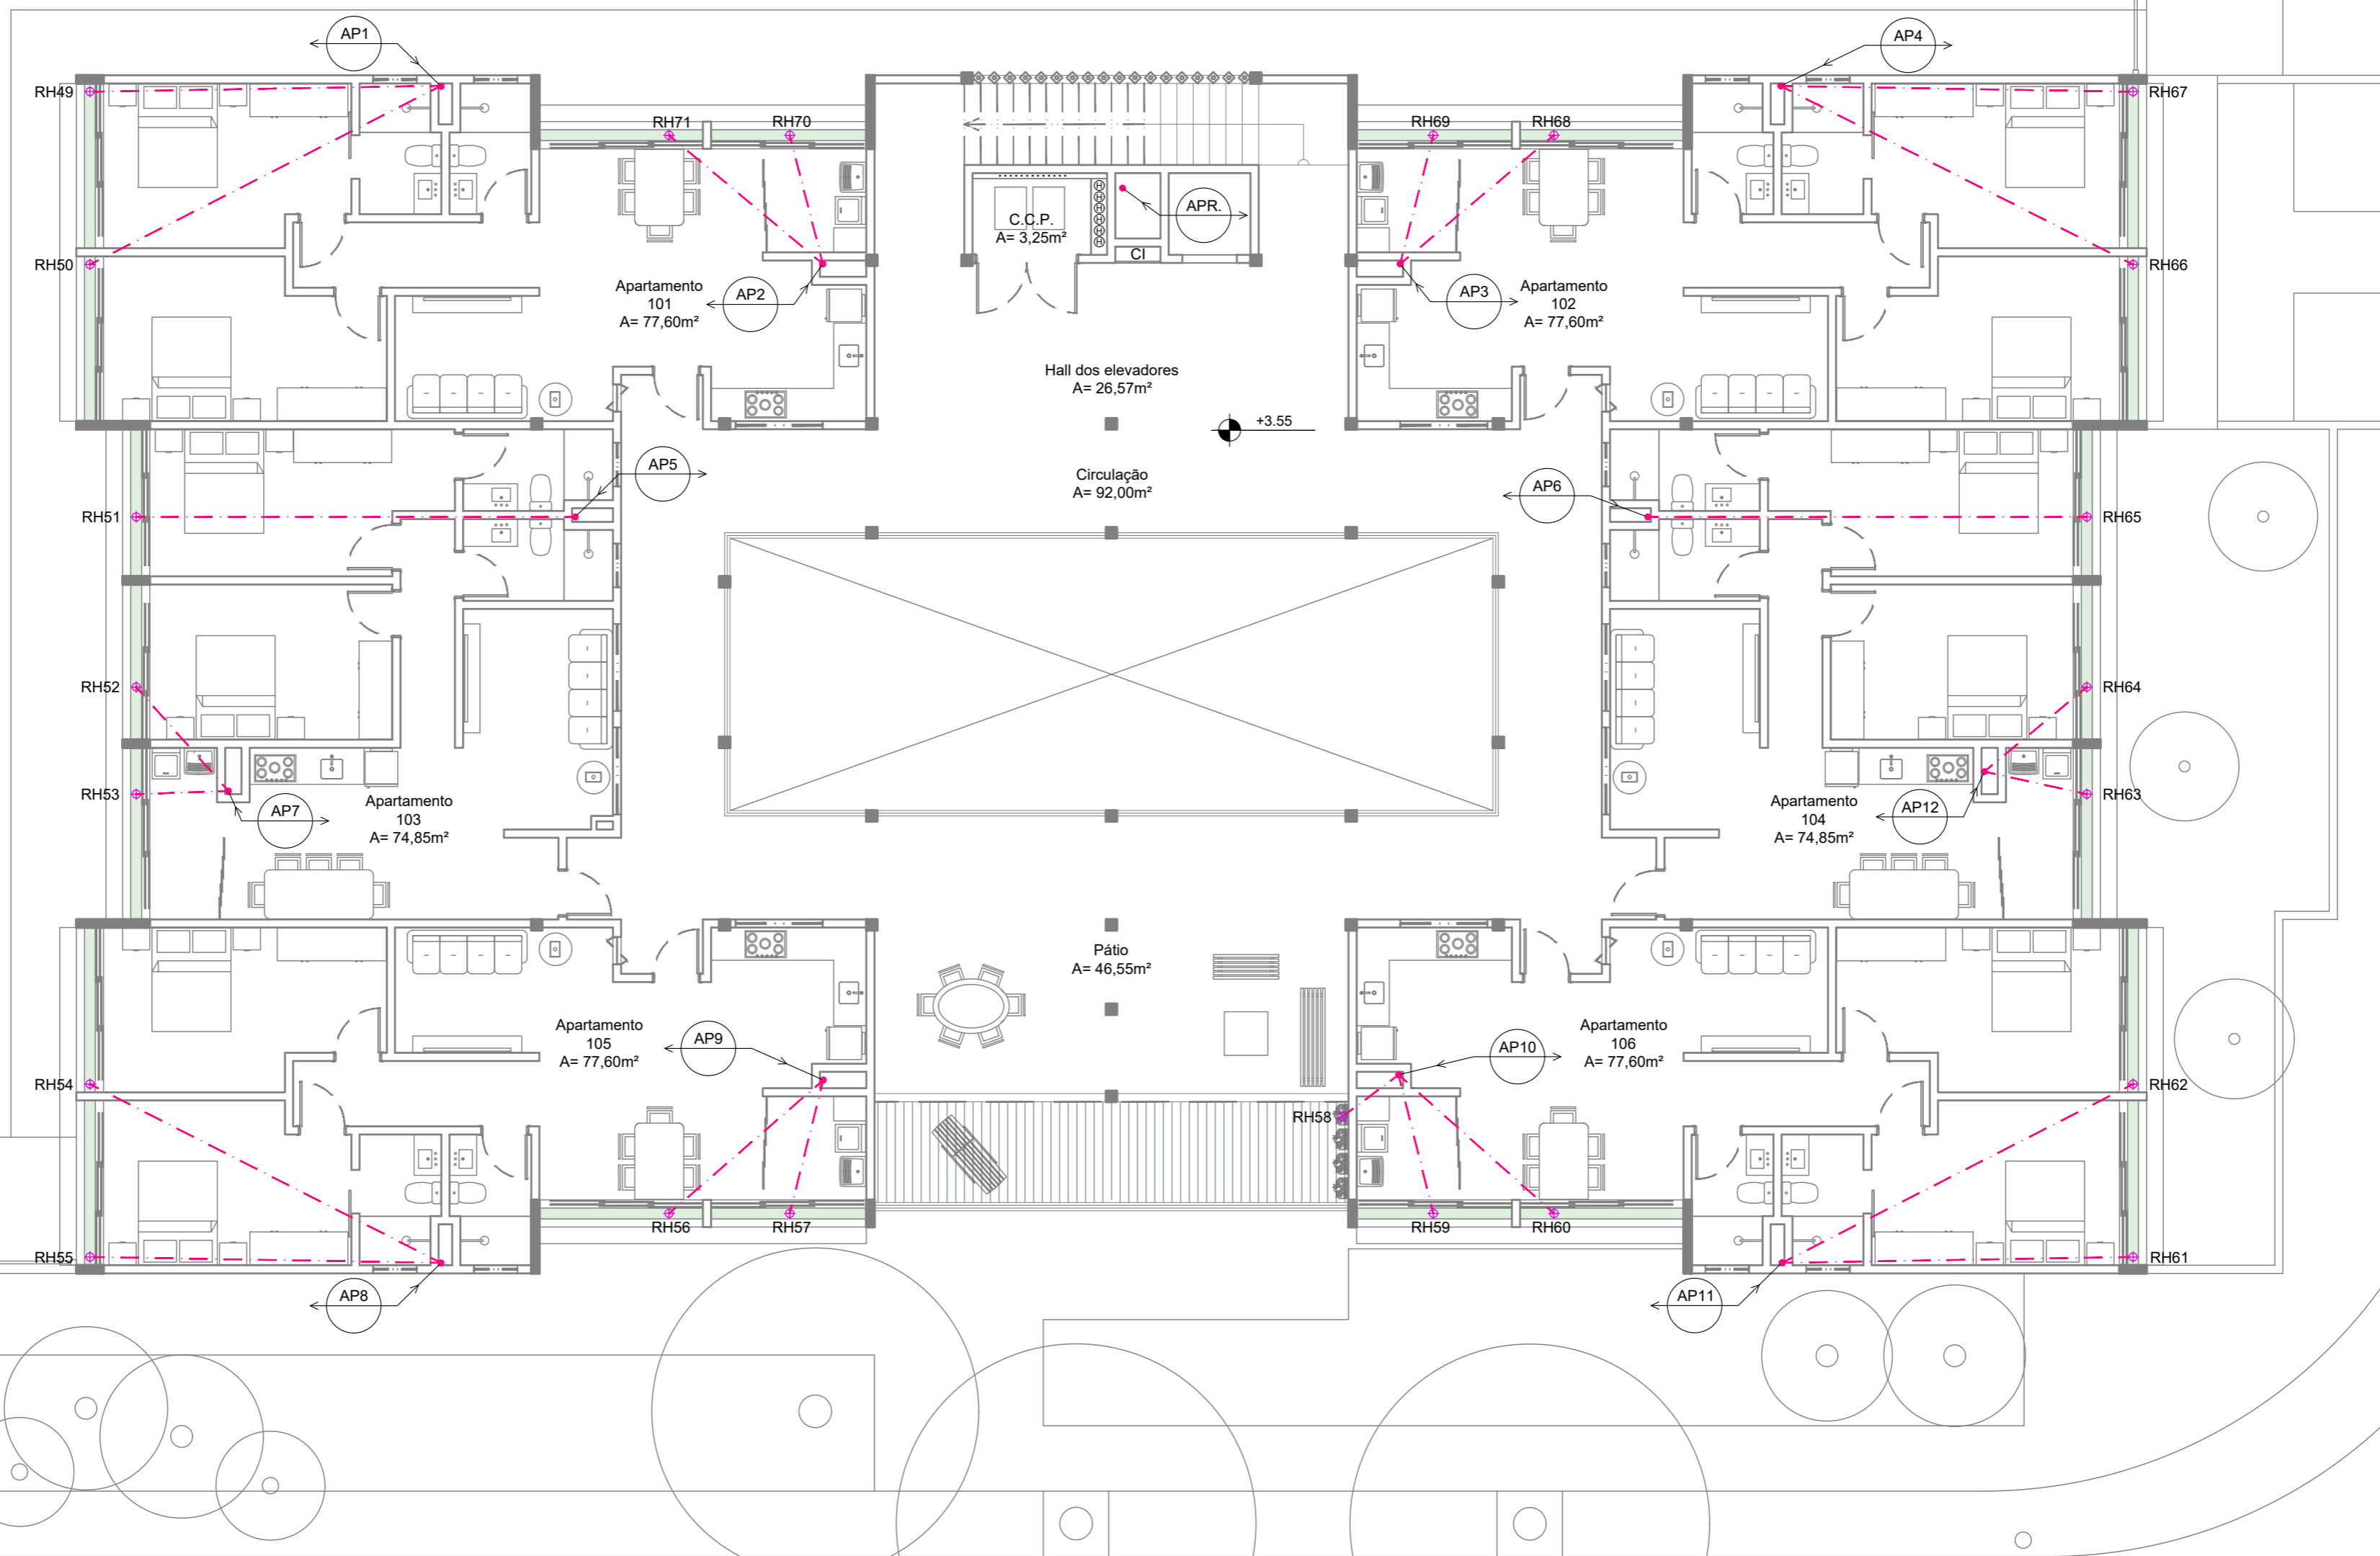 AP1
AP4
RH49
RH67
RH71
RH70
RH69
RH68
APR.
C.C.P.
A= 3,25m²
H
H
H
H
H
H
CI
RH50
RH66
Apartamento
101
A= 77,60m²
AP2
AP3
Apartamento
102
A= 77,60m²
Hall dos elevadores
A= 26,57m²
+3.55
AP5
Circulação
A= 92,00m²
AP6
RH51
RH65
RH52
RH64
RH53
RH63
AP7
Apartamento
103
A= 74,85m²
Apartamento
104
A= 74,85m²
AP12
Pátio
A= 46,55m²
Apartamento
105
A= 77,60m²
AP9
AP10
Apartamento
106
A= 77,60m²
RH54
RH62
RH58
RH56
RH57
RH59
RH60
RH55
RH61
AP8
AP11